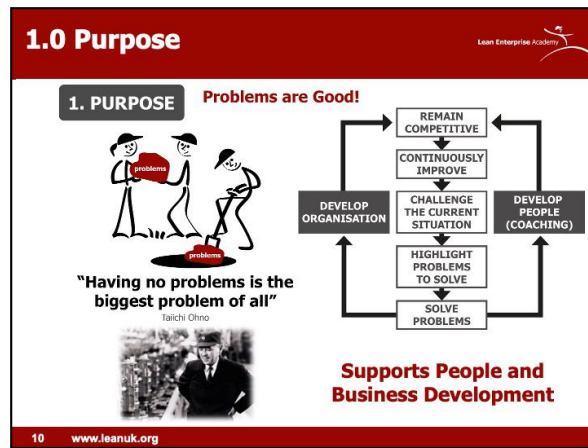 1.0 Purpose
Lean Enterprise Academy
1. PURPOSE
Problems are Good!
problems
problems
"Having no problems is the
biggest problem of all"
Taiichi Ohno
REMAIN
COMPETITIVE
CONTINUOUSLY
IMPROVE
DEVELOP
ORGANISATION
CHALLENGE
THE CURRENT
SITUATION
DEVELOP
PEOPLE
(COACHING)
HIGHLIGHT
PROBLEMS
TO SOLVE
SOLVE
PROBLEMS
Supports People and
Business Development
10 www.leanuk.org